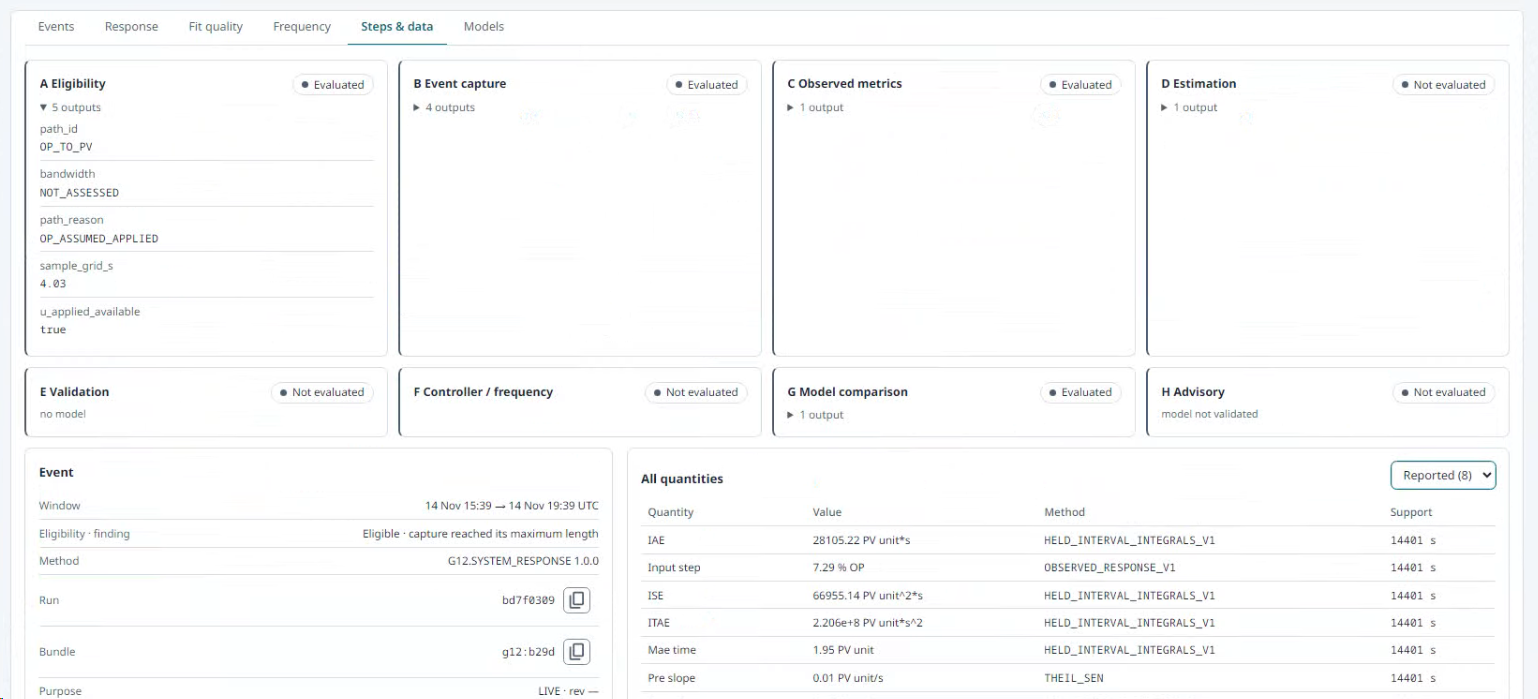 Events Response Fit quality Frequency Steps & data Models
A Eligibility
Evaluated
▼ 5 outputs
path_id
OP_TO_PV
bandwidth
NOT_ASSESSED
path_reason
OP_ASSUMED_APPLIED
sample_grid_s
4.03
u_applied_available
true
B Event capture
Evaluated
▶ 4 outputs
C Observed metrics
Evaluated
▶ 1 output
D Estimation
Not evaluated
▶ 1 output
E Validation
Not evaluated
no model
F Controller / frequency
Not evaluated
G Model comparison
Evaluated
▶ 1 output
H Advisory
Not evaluated
model not validated
Event
Window 14 Nov 15:39 → 14 Nov 19:39 UTC
Eligibility · finding Eligible · capture reached its maximum length
Method G12.SYSTEM_RESPONSE 1.0.0
Run bd7f0309
Bundle g12:b29d
Purpose LIVE · rev —
All quantities
Reported (8)
Quantity Value Method Support
IAE 28105.22 PV unit*s HELD_INTERVAL_INTEGRALS_V1 14401 s
Input step 7.29 % OP OBSERVED_RESPONSE_V1 14401 s
ISE 66955.14 PV unit^2*s HELD_INTERVAL_INTEGRALS_V1 14401 s
ITAE 2.206e+8 PV unit*s^2 HELD_INTERVAL_INTEGRALS_V1 14401 s
Mae time 1.95 PV unit HELD_INTERVAL_INTEGRALS_V1 14401 s
Pre slope 0.01 PV unit/s THEIL_SEN 14401 s